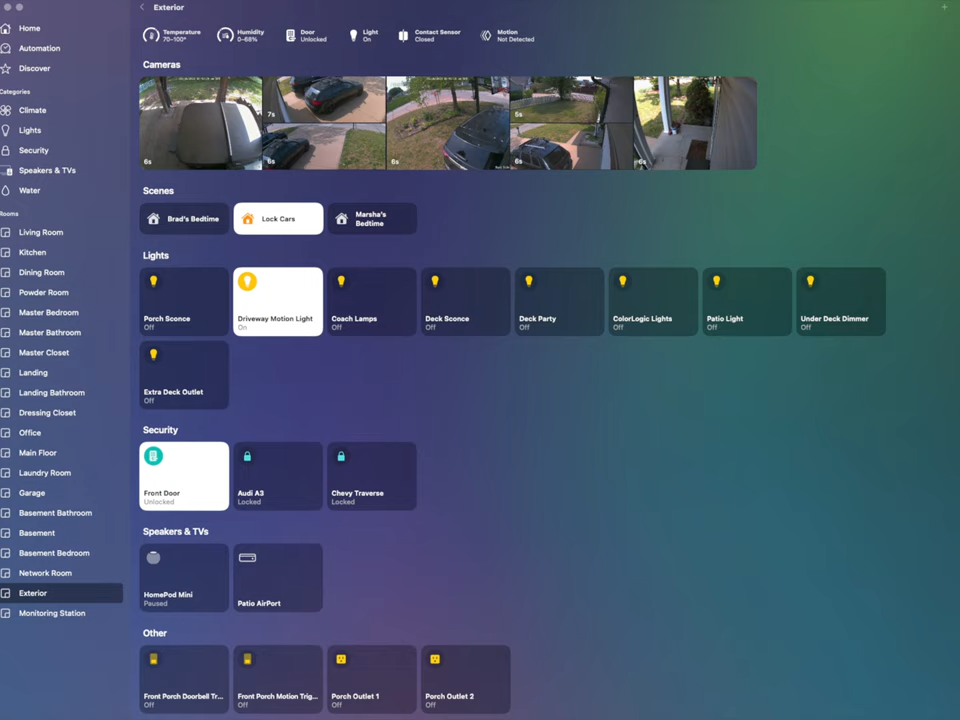 Exterior
Home
Automation
Discover
Categories
Climate
Lights
Security
Speakers & TVs
Water
Rooms
Living Room
Kitchen
Dining Room
Powder Room
Master Bedroom
Master Bathroom
Master Closet
Landing
Landing Bathroom
Dressing Closet
Office
Main Floor
Laundry Room
Garage
Basement Bathroom
Basement
Basement Bedroom
Network Room
Exterior
Monitoring Station
Temperature
70–100°
Humidity
0–68%
Door
Unlocked
Light
On
Contact Sensor
Closed
Motion
Not Detected
Cameras
6s
7s
6s
6s
5s
6s
6s
Scenes
Brad's Bedtime
Lock Cars
Marsha's
Bedtime
Lights
Porch Sconce
Off
Driveway Motion Light
On
Coach Lamps
Off
Deck Sconce
Off
Deck Party
Off
ColorLogic Lights
Off
Patio Light
Off
Under Deck Dimmer
Off
Extra Deck Outlet
Off
Security
Front Door
Unlocked
Audi A3
Locked
Chevy Traverse
Locked
Speakers & TVs
HomePod Mini
Paused
Patio AirPort
Other
Front Porch Doorbell Tr...
Off
Front Porch Motion Trig...
Off
Porch Outlet 1
Off
Porch Outlet 2
Off